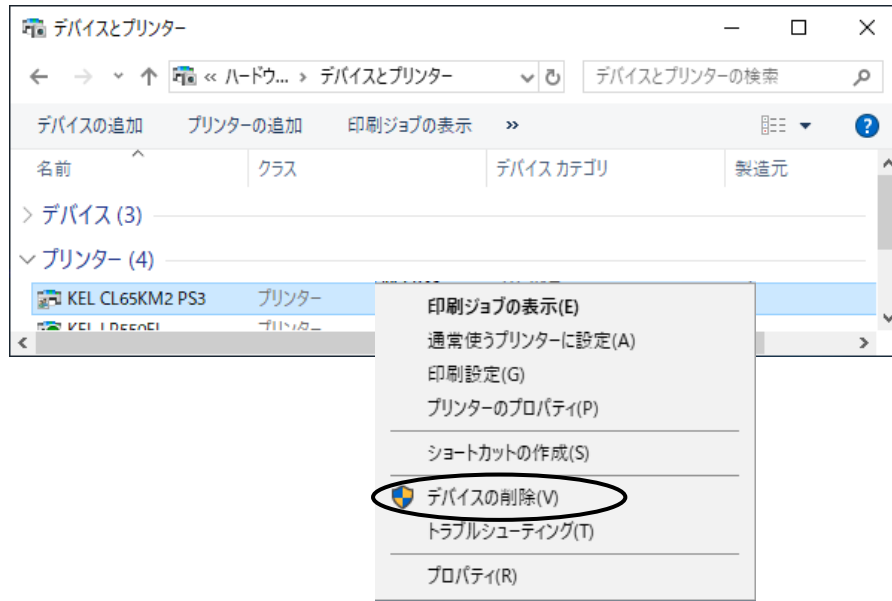 デバイスとプリンター
« ハードウ... › デバイスとプリンター
デバイスとプリンターの検索
デバイスの追加 プリンターの追加 印刷ジョブの表示 »
名前 クラス デバイス カテゴリ 製造元
デバイス (3)
プリンター (4)
KEL CL65KM2 PS3 プリンター
プリンター
印刷ジョブの表示(E)
通常使うプリンターに設定(A)
印刷設定(G)
プリンターのプロパティ(P)
ショートカットの作成(S)
デバイスの削除(V)
トラブルシューティング(T)
プロパティ(R)